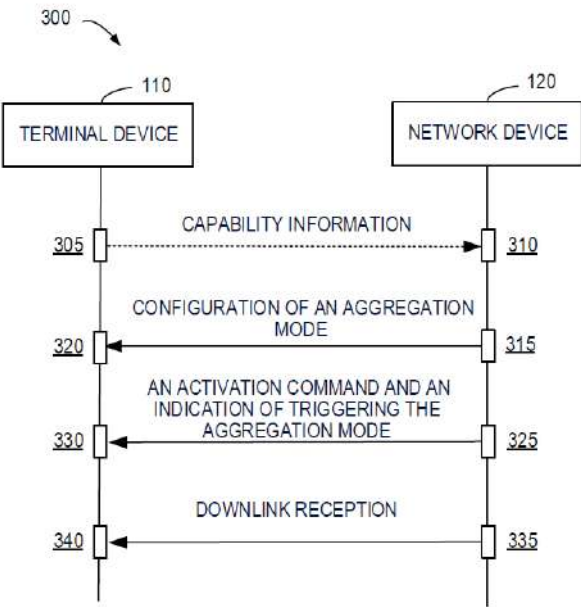 300
110
120
TERMINAL DEVICE
NETWORK DEVICE
CAPABILITY INFORMATION
305
310
CONFIGURATION OF AN AGGREGATION
MODE
320
315
AN ACTIVATION COMMAND AND AN
INDICATION OF TRIGGERING THE
AGGREGATION MODE
330
325
DOWNLINK RECEPTION
340
335